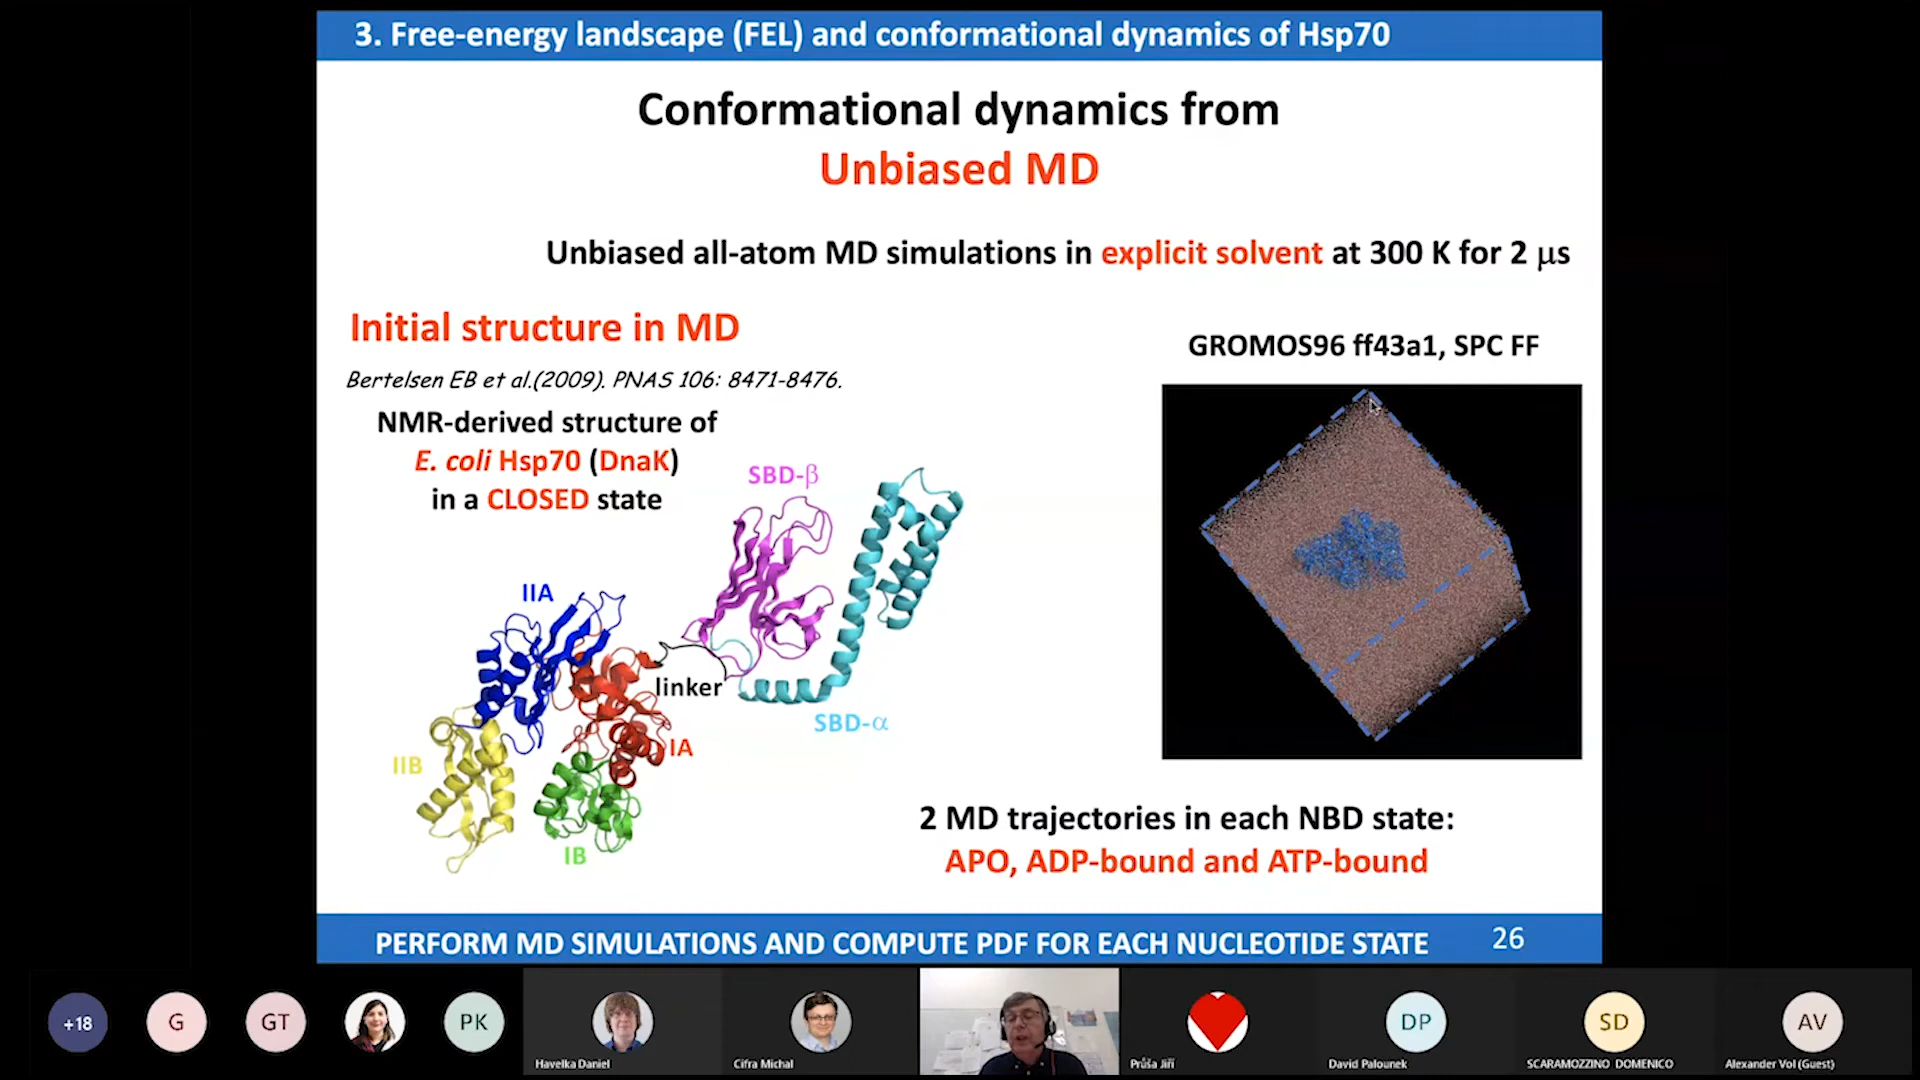 3. Free-energy landscape (FEL) and conformational dynamics of Hsp70
Conformational dynamics from
Unbiased MD
Unbiased all-atom MD simulations in explicit solvent at 300 K for 2 μs
Initial structure in MD
Bertelsen EB et al.(2009). PNAS 106: 8471-8476.
NMR-derived structure of
E. coli Hsp70 (DnaK)
in a CLOSED state
GROMOS96 ff43a1, SPC FF
SBD-β
IIA
linker
SBD-α
IA
IIB
IB
2 MD trajectories in each NBD state:
APO, ADP-bound and ATP-bound
PERFORM MD SIMULATIONS AND COMPUTE PDF FOR EACH NUCLEOTIDE STATE
26
+18
G
GT
PK
Havelka Daniel
Cifra Michal
Průša Jiří
DP
David Palounek
SD
SCARAMOZZINO DOMENICO
AV
Alexander Vol (Guest)